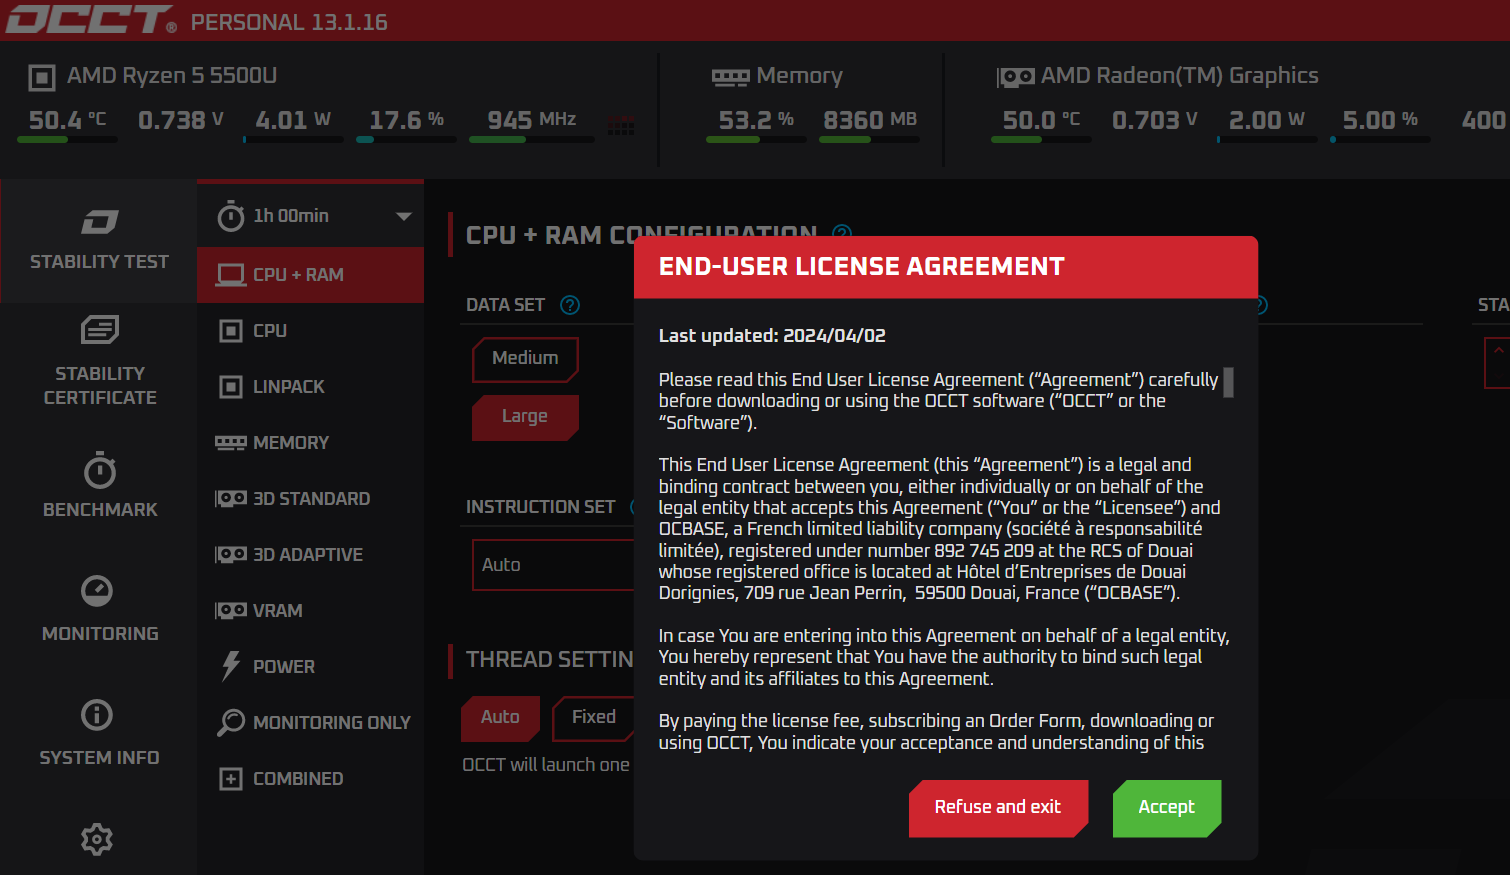 OCCT® PERSONAL 13.1.16
AMD Ryzen 5 5500U
50.4 °C 0.738 V 4.01 W 17.6 % 945 MHz
Memory
53.2 % 8360 MB
AMD Radeon(TM) Graphics
50.0 °C 0.703 V 2.00 W 5.00 % 400
STABILITY TEST
STABILITY
CERTIFICATE
BENCHMARK
MONITORING
SYSTEM INFO
1h 00min
CPU + RAM
CPU
LINPACK
MEMORY
3D STANDARD
3D ADAPTIVE
VRAM
POWER
MONITORING ONLY
COMBINED
CPU + RAM CONFIGURATION ?
DATA SET ?
Medium
Large
INSTRUCTION SET
Auto
THREAD SETTIN
Auto Fixed
OCCT will launch one
STA
END-USER LICENSE AGREEMENT
Last updated: 2024/04/02
Please read this End User License Agreement (“Agreement”) carefully
before downloading or using the OCCT software (“OCCT” or the
“Software”).
This End User License Agreement (this “Agreement”) is a legal and
binding contract between you, either individually or on behalf of the
legal entity that accepts this Agreement (“You” or the “Licensee”) and
OCBASE, a French limited liability company (société à responsabilité
limitée), registered under number 892 745 209 at the RCS of Douai
whose registered office is located at Hôtel d’Entreprises de Douai
Dorignies, 709 rue Jean Perrin, 59500 Douai, France (“OCBASE”).
In case You are entering into this Agreement on behalf of a legal entity,
You hereby represent that You have the authority to bind such legal
entity and its affiliates to this Agreement.
By paying the license fee, subscribing an Order Form, downloading or
using OCCT, You indicate your acceptance and understanding of this
Refuse and exit
Accept